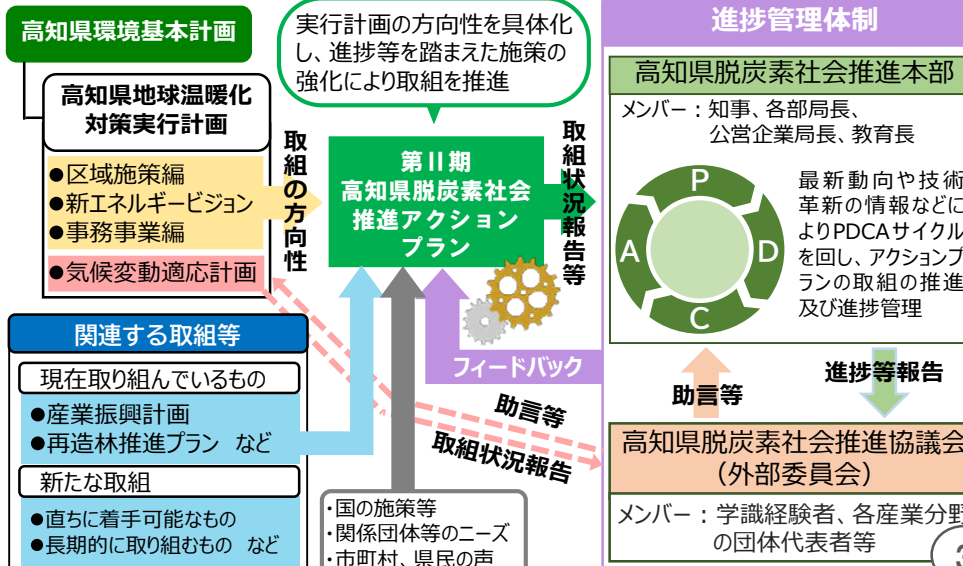 高知県環境基本計画
高知県地球温暖化
対策実行計画
●区域施策編
●新エネルギービジョン
●事務事業編
●気候変動適応計画
取組の方向性
実行計画の方向性を具体化
し、進捗等を踏まえた施策の
強化により取組を推進
第Ⅱ期
高知県脱炭素社会
推進アクション
プラン
取組状況報告等
フィードバック
助言等
取組状況報告
関連する取組等
現在取り組んでいるもの
●産業振興計画
●再造林推進プラン など
新たな取組
●直ちに着手可能なもの
●長期的に取り組むもの など
・国の施策等
・関係団体等のニーズ
・市町村、県民の声
進捗管理体制
高知県脱炭素社会推進本部
メンバー：知事、各部局長、
公営企業局長、教育長
P
D
C
A
最新動向や技術
革新の情報などに
よりPDCAサイクル
を回し、アクションプ
ランの取組の推進
及び進捗管理
助言等
進捗等報告
高知県脱炭素社会推進協議会
（外部委員会）
メンバー：学識経験者、各産業分野
の団体代表者等